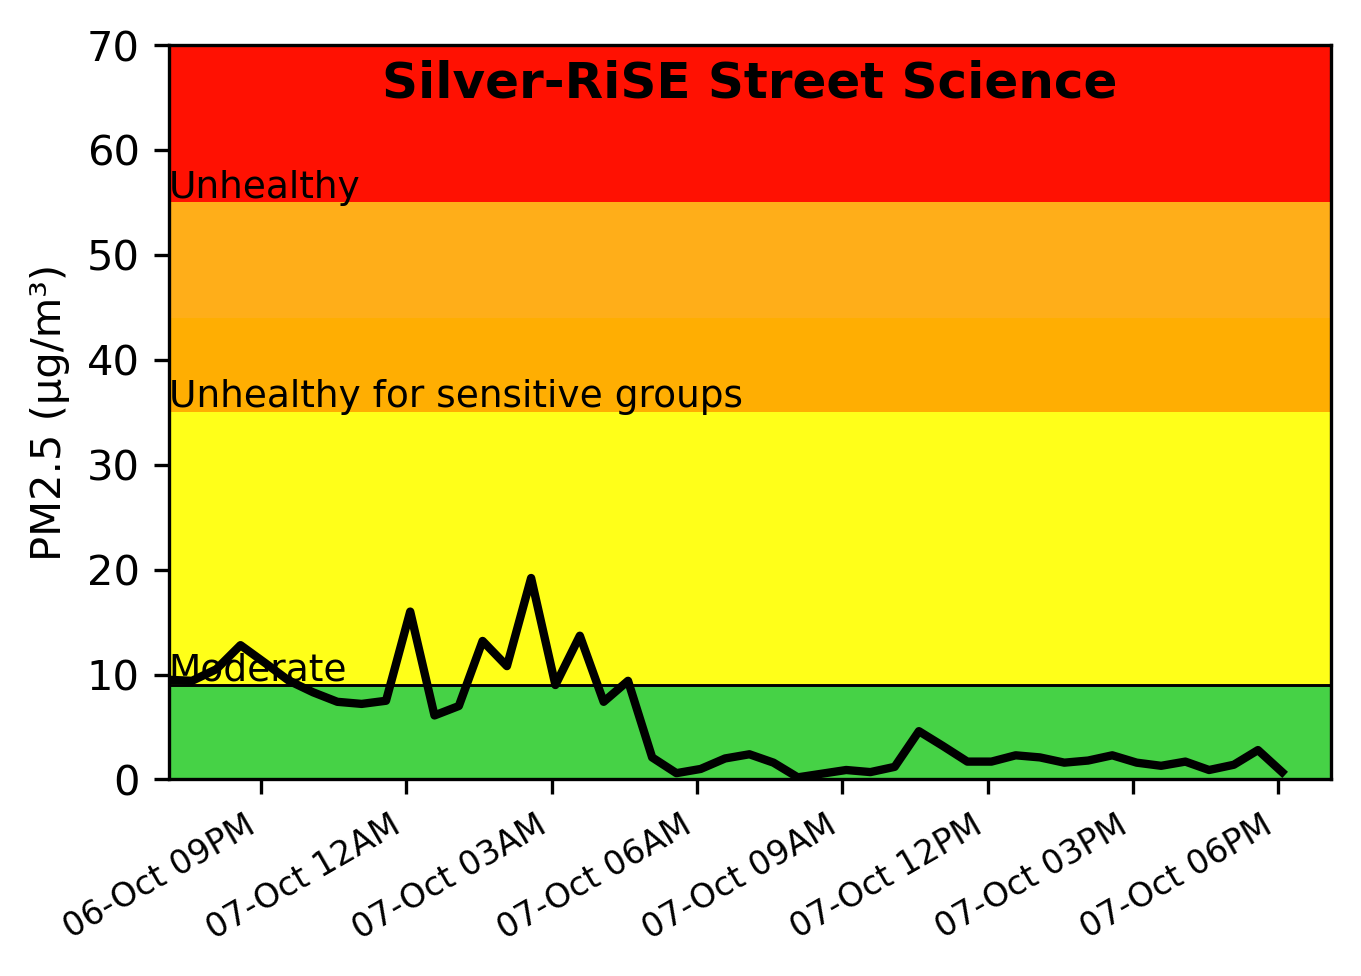 Silver-RiSE Street Science
PM2.5 (µg/m³)
70
60
50
40
30
20
10
0
Unhealthy
Unhealthy for sensitive groups
Moderate
06-Oct 09PM
07-Oct 12AM
07-Oct 03AM
07-Oct 06AM
07-Oct 09AM
07-Oct 12PM
07-Oct 03PM
07-Oct 06PM